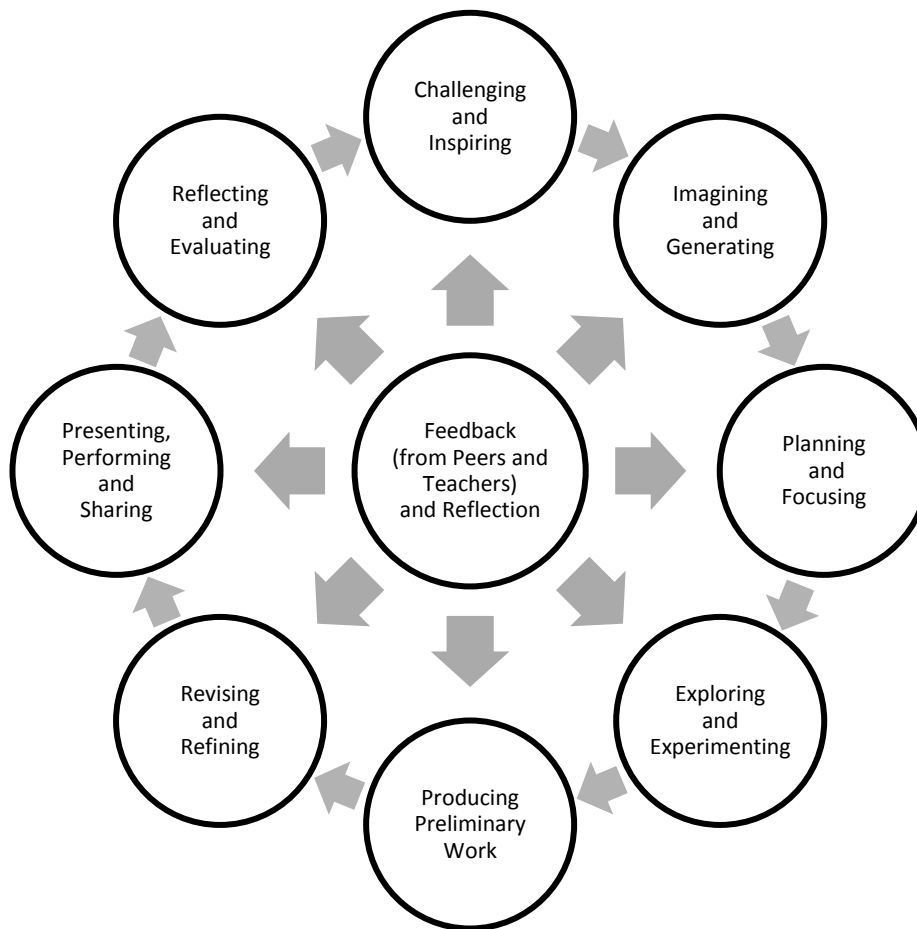 Challenging
and
Inspiring
Imagining
and
Generating
Planning
and
Focusing
Exploring
and
Experimenting
Producing
Preliminary
Work
Revising
and
Refining
Presenting,
Performing
and
Sharing
Reflecting
and
Evaluating
Feedback
(from Peers and
Teachers)
and Reflection